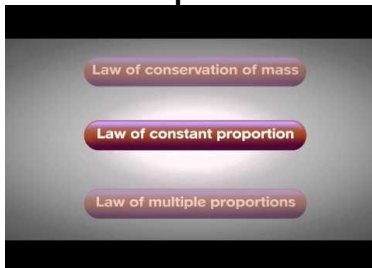 Law of conservation of mass
Law of constant proportion
Law of multiple proportions